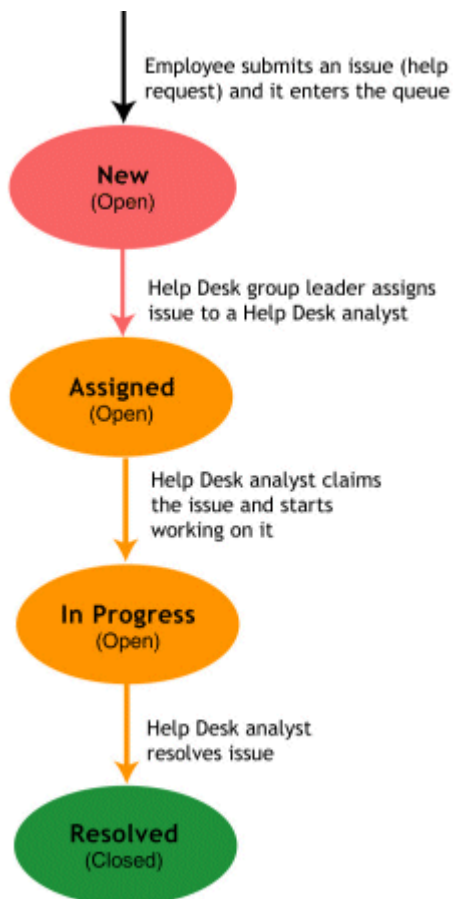 Employee submits an issue (help
request) and it enters the queue
New
(Open)
Help Desk group leader assigns
issue to a Help Desk analyst
Assigned
(Open)
Help Desk analyst claims
the issue and starts
working on it
In Progress
(Open)
Help Desk analyst
resolves issue
Resolved
(Closed)